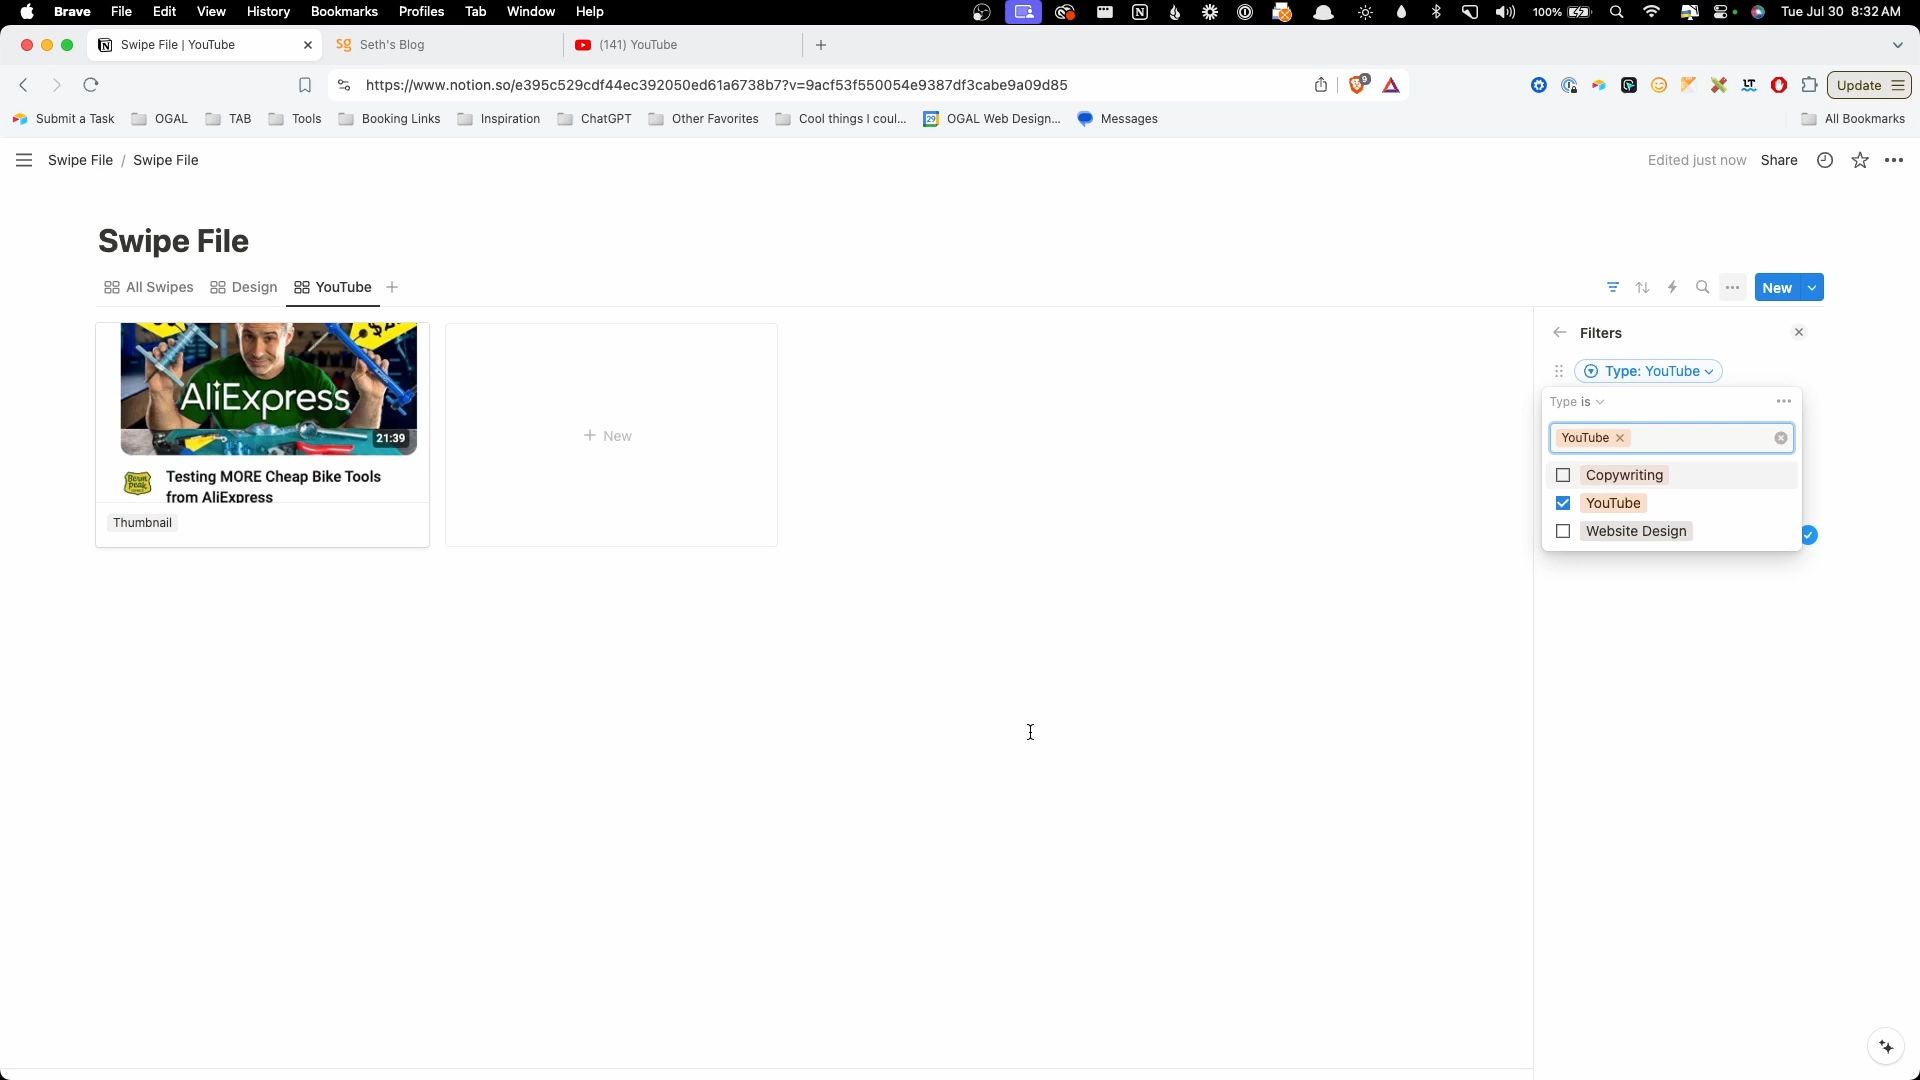 Brave File Edit View History Bookmarks Profiles Tab Window Help 100% Tue Jul 30 8:32 AM
Swipe File | YouTube Seth's Blog (141) YouTube
https://www.notion.so/e395c529cdf44ec392050ed61a6738b7?v=9acf53f550054e9387df3cabe9a09d85 9 LT Update
Submit a Task OGAL TAB Tools Booking Links Inspiration ChatGPT Other Favorites Cool things I coul... 29 OGAL Web Design... Messages All Bookmarks
Swipe File / Swipe File Edited just now Share
Swipe File
All Swipes Design YouTube New
Filters
Type: YouTube
Type is
YouTube
Copywriting
YouTube
Website Design
AliExpress
21:39
Testing MORE Cheap Bike Tools
from AliExpress
Thumbnail
New